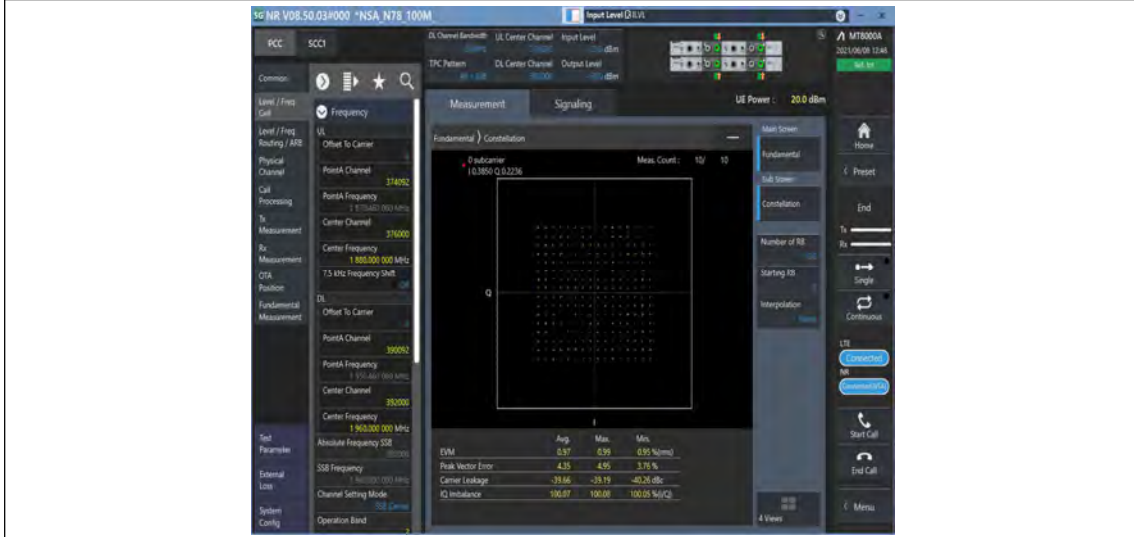 NR V08.50.03#000 *NSA_N78_100M_
Input Level
MT8000A
2021/06/08 12:48
PCC
SCC1
DL Channel Bandwidth
UL Center Channel
Input Level
dBm
TPC Pattern
DL Center Channel
Output Level
dBm
UE Power : 20.0 dBm
Common
Level / Freq
Cell
Level / Freq
Routing / ARB
Physical
Channel
Call
Processing
Tx
Measurement
Rx
Measurement
OTA
Position
Fundamental
Measurement
Test
Parameter
External
Loss
System
Config
Frequency
UL
Offset To Carrier
PointA Channel
374092
PointA Frequency
Center Channel
376000
Center Frequency
1 880.000 000 MHz
7.5 kHz Frequency Shift
Off
DL
Offset To Carrier
PointA Channel
390092
PointA Frequency
Center Channel
392000
Center Frequency
1 960.000 000 MHz
Absolute Frequency SSB
SSB Frequency
Channel Setting Mode
Operation Band
2
Measurement
Signaling
Fundamental
Constellation
0 subcarrier
I 0.3850 Q 0.2236
Meas. Count : 10/ 10
Q
I
Avg. Max. Min.
EVM 0.97 0.99 0.95 %(rms)
Peak Vector Error 4.35 4.95 3.76 %
Carrier Leakage -39.66 -39.19 -40.26 dBc
IQ Imbalance 100.07 100.08 100.05 %(I/Q)
Main Screen
Fundamental
Sub Screen
Constellation
Number of RB
Starting RB
Interpolation
4 Views
Home
Preset
End
Tx
Rx
Single
Continuous
LTE
Connected
NR
Start Call
End Call
Menu